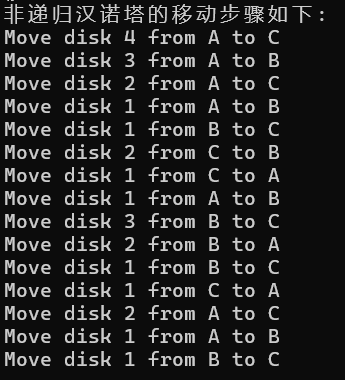 非递归汉诺塔的移动步骤如下:
Move disk 4 from A to C
Move disk 3 from A to B
Move disk 2 from A to C
Move disk 1 from A to B
Move disk 1 from B to C
Move disk 2 from C to B
Move disk 1 from C to A
Move disk 1 from A to B
Move disk 3 from B to C
Move disk 2 from B to A
Move disk 1 from B to C
Move disk 1 from C to A
Move disk 2 from A to C
Move disk 1 from A to B
Move disk 1 from B to C